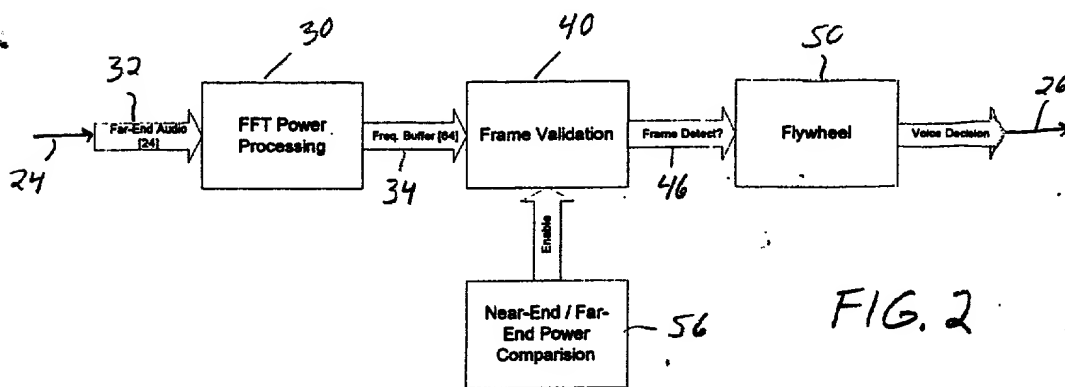 30
40
50
32
26
Far-End Audio
[24]
FFT Power
Processing
Freq. Buffer [64]
Frame Validation
Frame Detect?
Flywheel
Voice Decision
24
34
46
Enable
Near-End / Far-
End Power
Comparision
56
FIG. 2